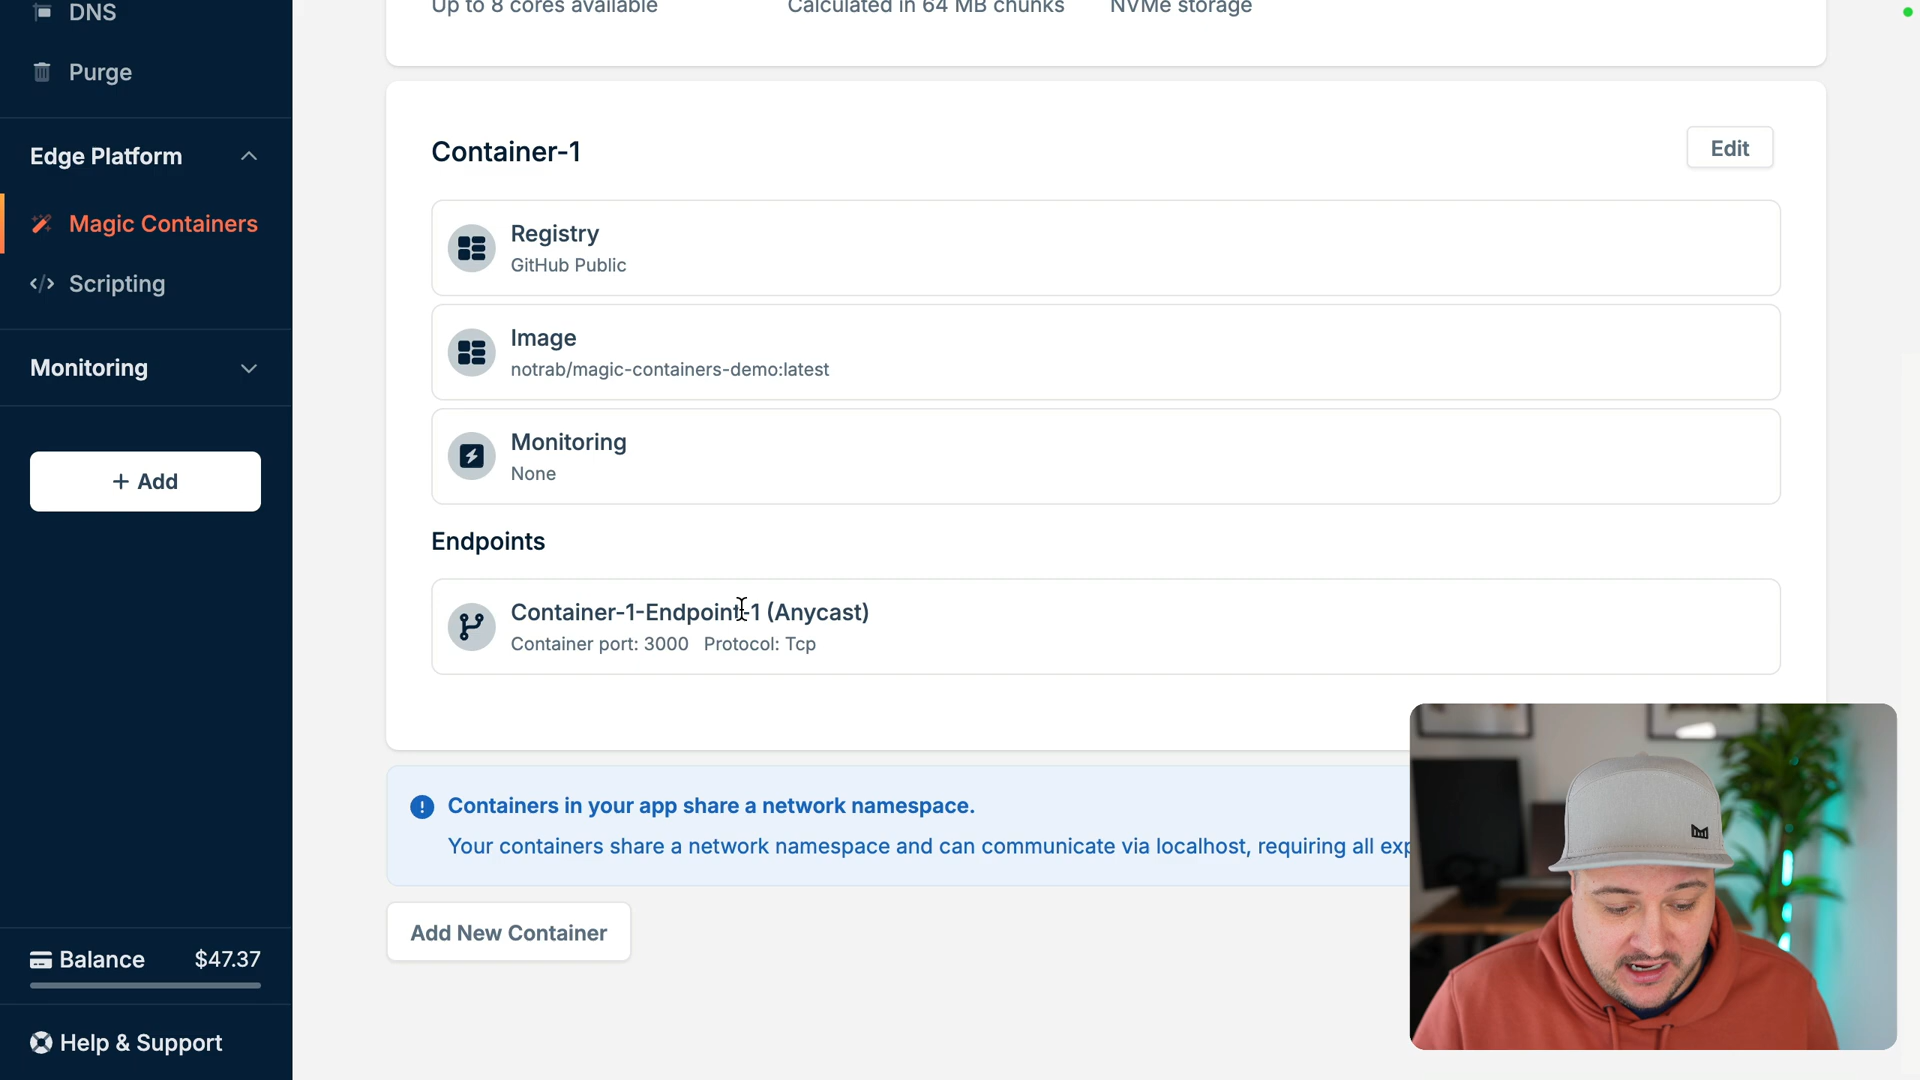 DNS
Purge
Edge Platform
Magic Containers
Scripting
Monitoring
+ Add
Balance $47.37
Help & Support
Up to 8 cores available Calculated in 64 MB chunks NVMe storage
Container-1
Edit
Registry
GitHub Public
Image
notrab/magic-containers-demo:latest
Monitoring
None
Endpoints
Container-1-Endpoint-1 (Anycast)
Container port: 3000 Protocol: Tcp
Containers in your app share a network namespace.
Your containers share a network namespace and can communicate via localhost, requiring all exp
Add New Container